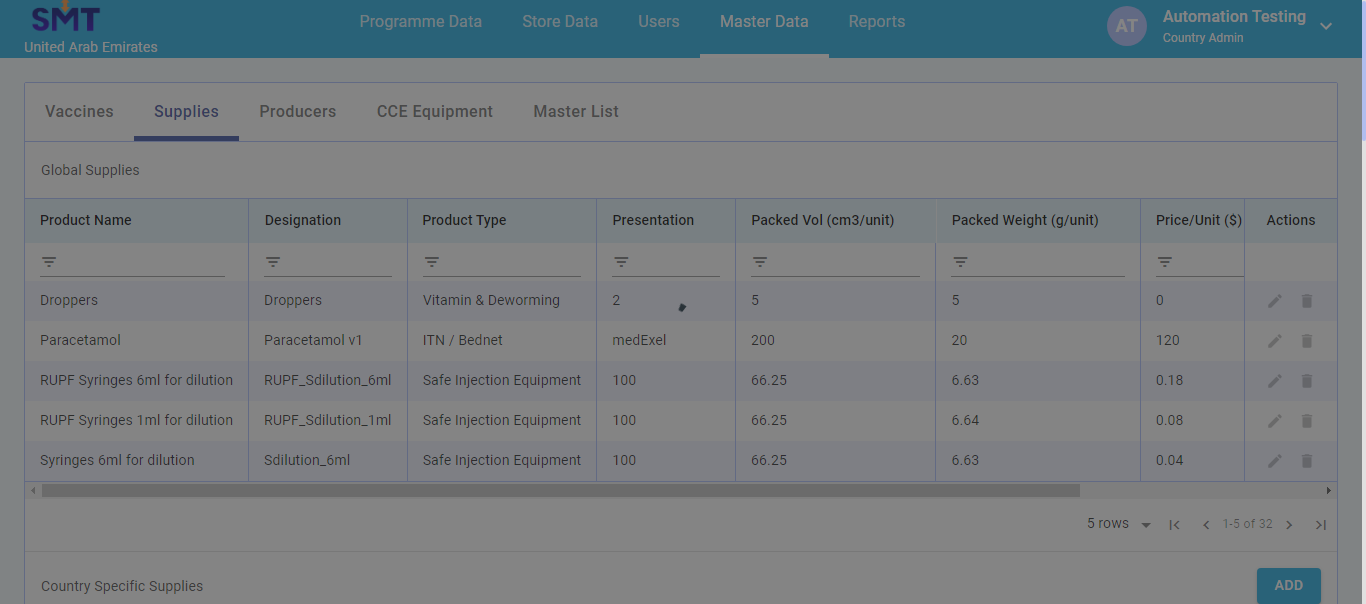 SMT
United Arab Emirates
Programme Data Store Data Users Master Data Reports
AT
Automation Testing
Country Admin
Vaccines Supplies Producers CCE Equipment Master List
Global Supplies
Product Name Designation Product Type Presentation Packed Vol (cm3/unit) Packed Weight (g/unit) Price/Unit ($) Actions
Droppers Droppers Vitamin & Deworming 2 5 5 0
Paracetamol Paracetamol v1 ITN / Bednet medExel 200 20 120
RUPF Syringes 6ml for dilution RUPF_Sdilution_6ml Safe Injection Equipment 100 66.25 6.63 0.18
RUPF Syringes 1ml for dilution RUPF_Sdilution_1ml Safe Injection Equipment 100 66.25 6.64 0.08
Syringes 6ml for dilution Sdilution_6ml Safe Injection Equipment 100 66.25 6.63 0.04
5 rows 1-5 of 32
Country Specific Supplies ADD